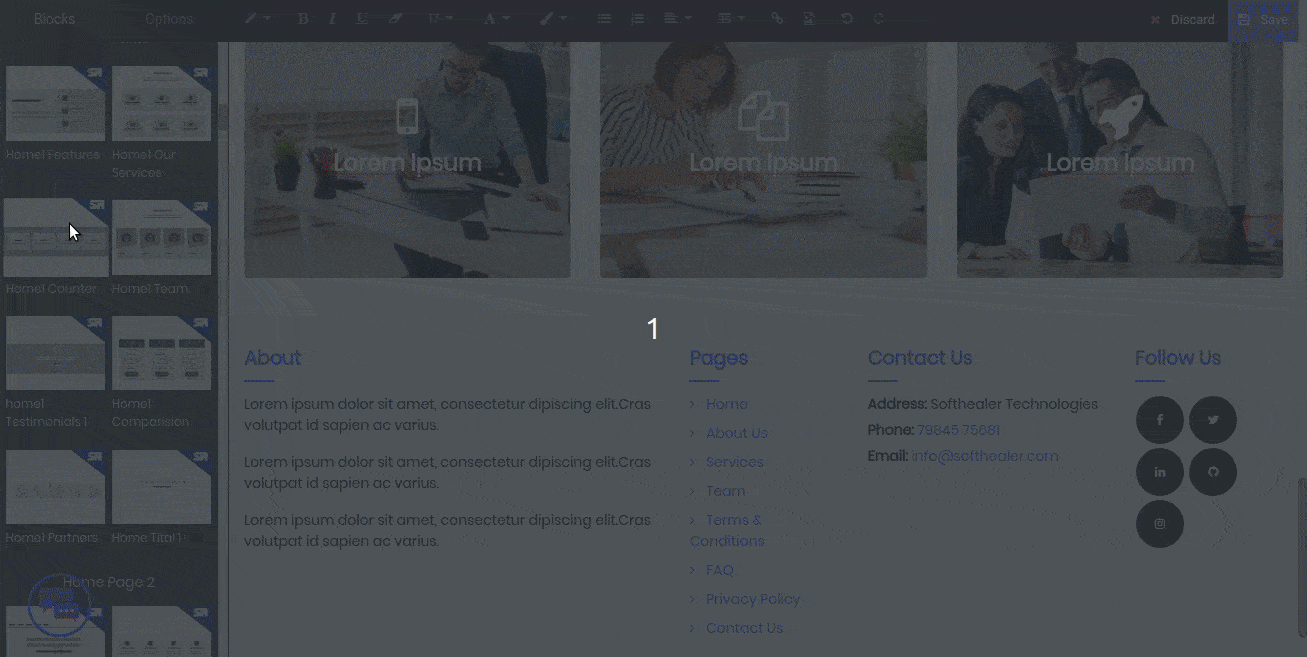 Blocks Options
Discard Save
Home1 Features Home1 Our
Services
Home1 Counter Home1 Team
home1
Testimonials 1 Home1
Comparision
Home1 Partners Home Tital 1
Home Page 2
Lorem Ipsum Lorem Ipsum Lorem Ipsum
1
About
Lorem ipsum dolor sit amet, consectetur dipiscing elit.Cras
volutpat id sapien ac varius.
Lorem ipsum dolor sit amet, consectetur dipiscing elit.Cras
volutpat id sapien ac varius.
Lorem ipsum dolor sit amet, consectetur dipiscing elit.Cras
volutpat id sapien ac varius.
Pages
Home
About Us
Services
Team
Terms &
Conditions
FAQ
Privacy Policy
Contact Us
Contact Us
Address: Softhealer Technologies
Phone: 79845 75681
Email: info@softhealer.com
Follow Us